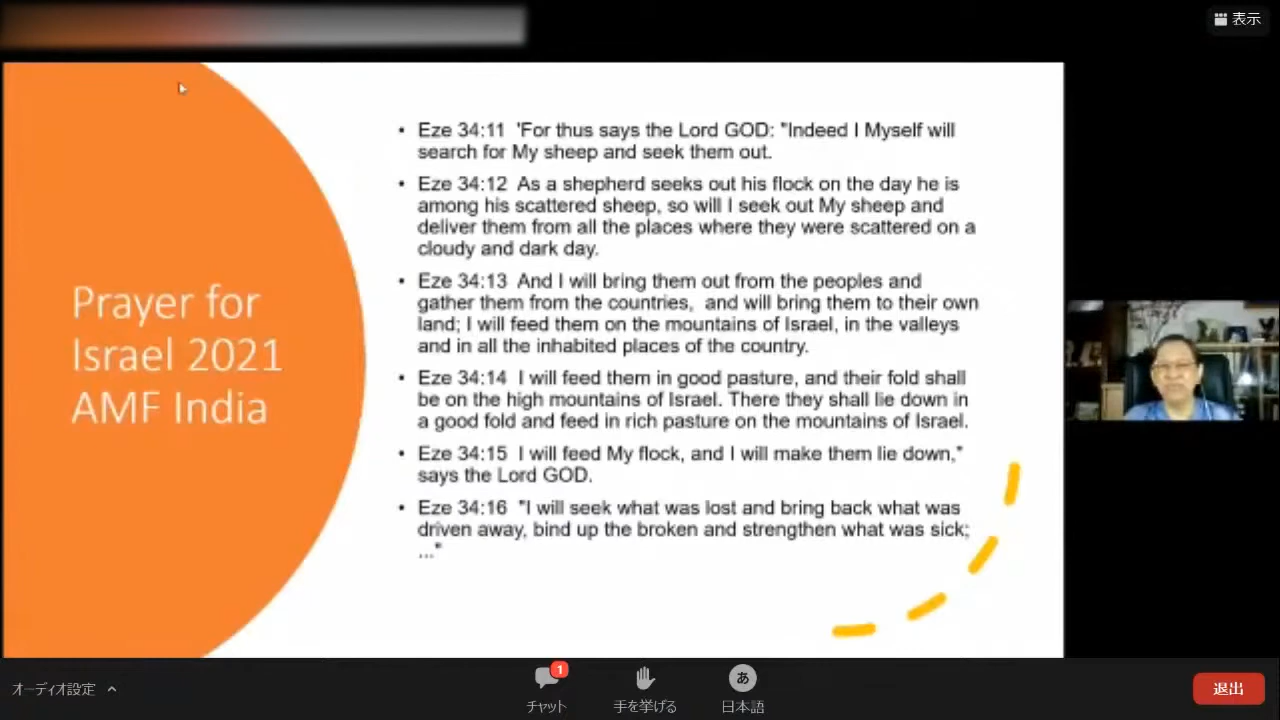 表示
Prayer for
Israel 2021
AMF India
• Eze 34:11 'For thus says the Lord GOD: "Indeed I Myself will
search for My sheep and seek them out.
• Eze 34:12 As a shepherd seeks out his flock on the day he is
among his scattered sheep, so will I seek out My sheep and
deliver them from all the places where they were scattered on a
cloudy and dark day.
• Eze 34:13 And I will bring them out from the peoples and
gather them from the countries, and will bring them to their own
land; I will feed them on the mountains of Israel, in the valleys
and in all the inhabited places of the country.
• Eze 34:14 I will feed them in good pasture, and their fold shall
be on the high mountains of Israel. There they shall lie down in
a good fold and feed in rich pasture on the mountains of Israel.
• Eze 34:15 I will feed My flock, and I will make them lie down,"
says the Lord GOD.
• Eze 34:16 "I will seek what was lost and bring back what was
driven away, bind up the broken and strengthen what was sick;
..."
オーディオ設定
1
チャット
手を挙げる
あ
日本語
退出